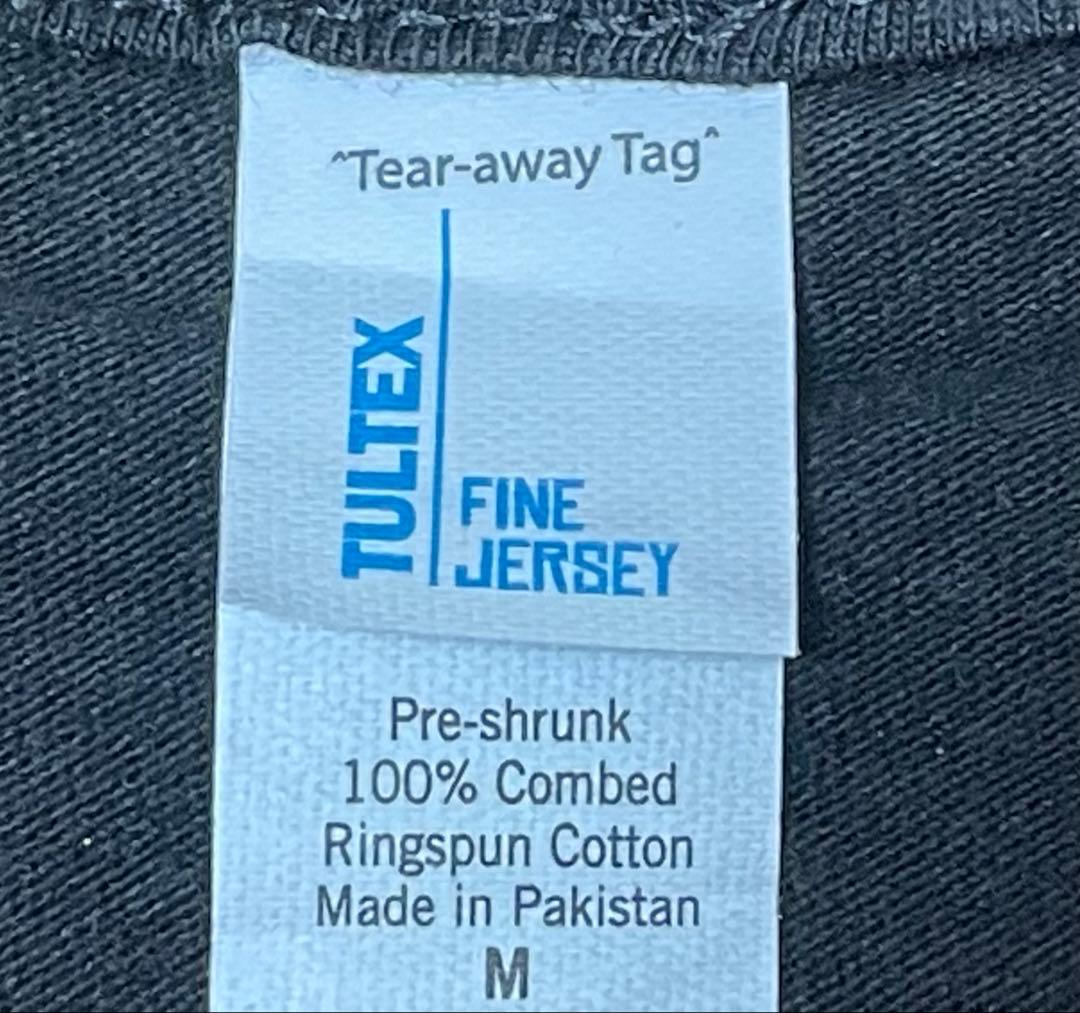 ^Tear-away Tag^
TULTEX
FINE
JERSEY
Pre-shrunk
100% Combed
Ringspun Cotton
Made in Pakistan
M